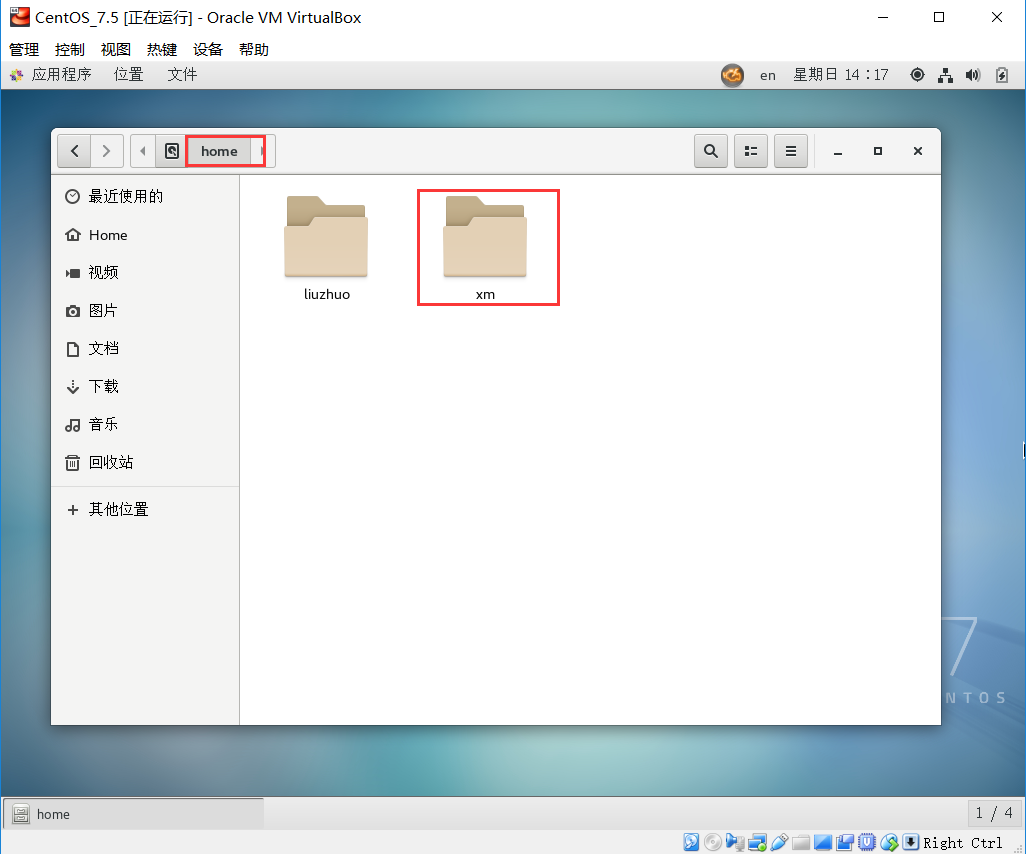 CentOS_7.5 [正在运行] - Oracle VM VirtualBox
管理 控制 视图 热键 设备 帮助
应用程序 位置 文件 en 星期日 14：17
home
最近使用的
Home
视频
图片
文档
下载
音乐
回收站
其他位置
liuzhuo xm
7
NTOS
home 1 / 4
Right Ctrl